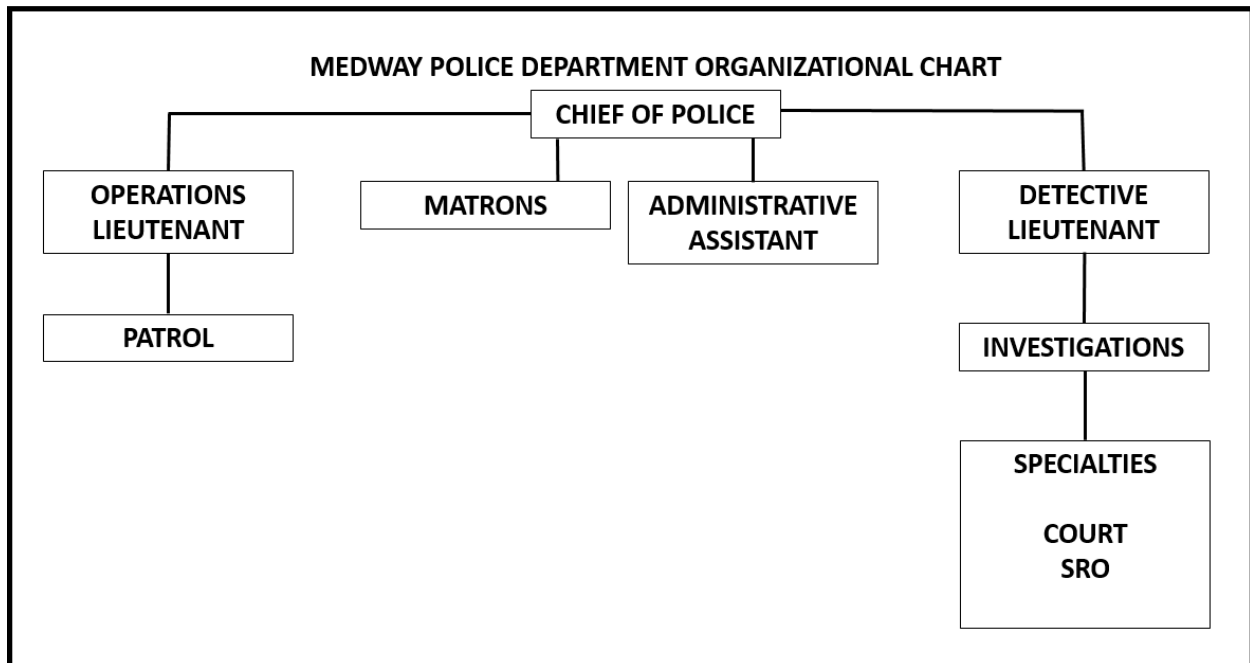 MEDWAY POLICE DEPARTMENT ORGANIZATIONAL CHART
CHIEF OF POLICE
OPERATIONS
LIEUTENANT
MATRONS
ADMINISTRATIVE
ASSISTANT
DETECTIVE
LIEUTENANT
PATROL
INVESTIGATIONS
SPECIALTIES
COURT
SRO